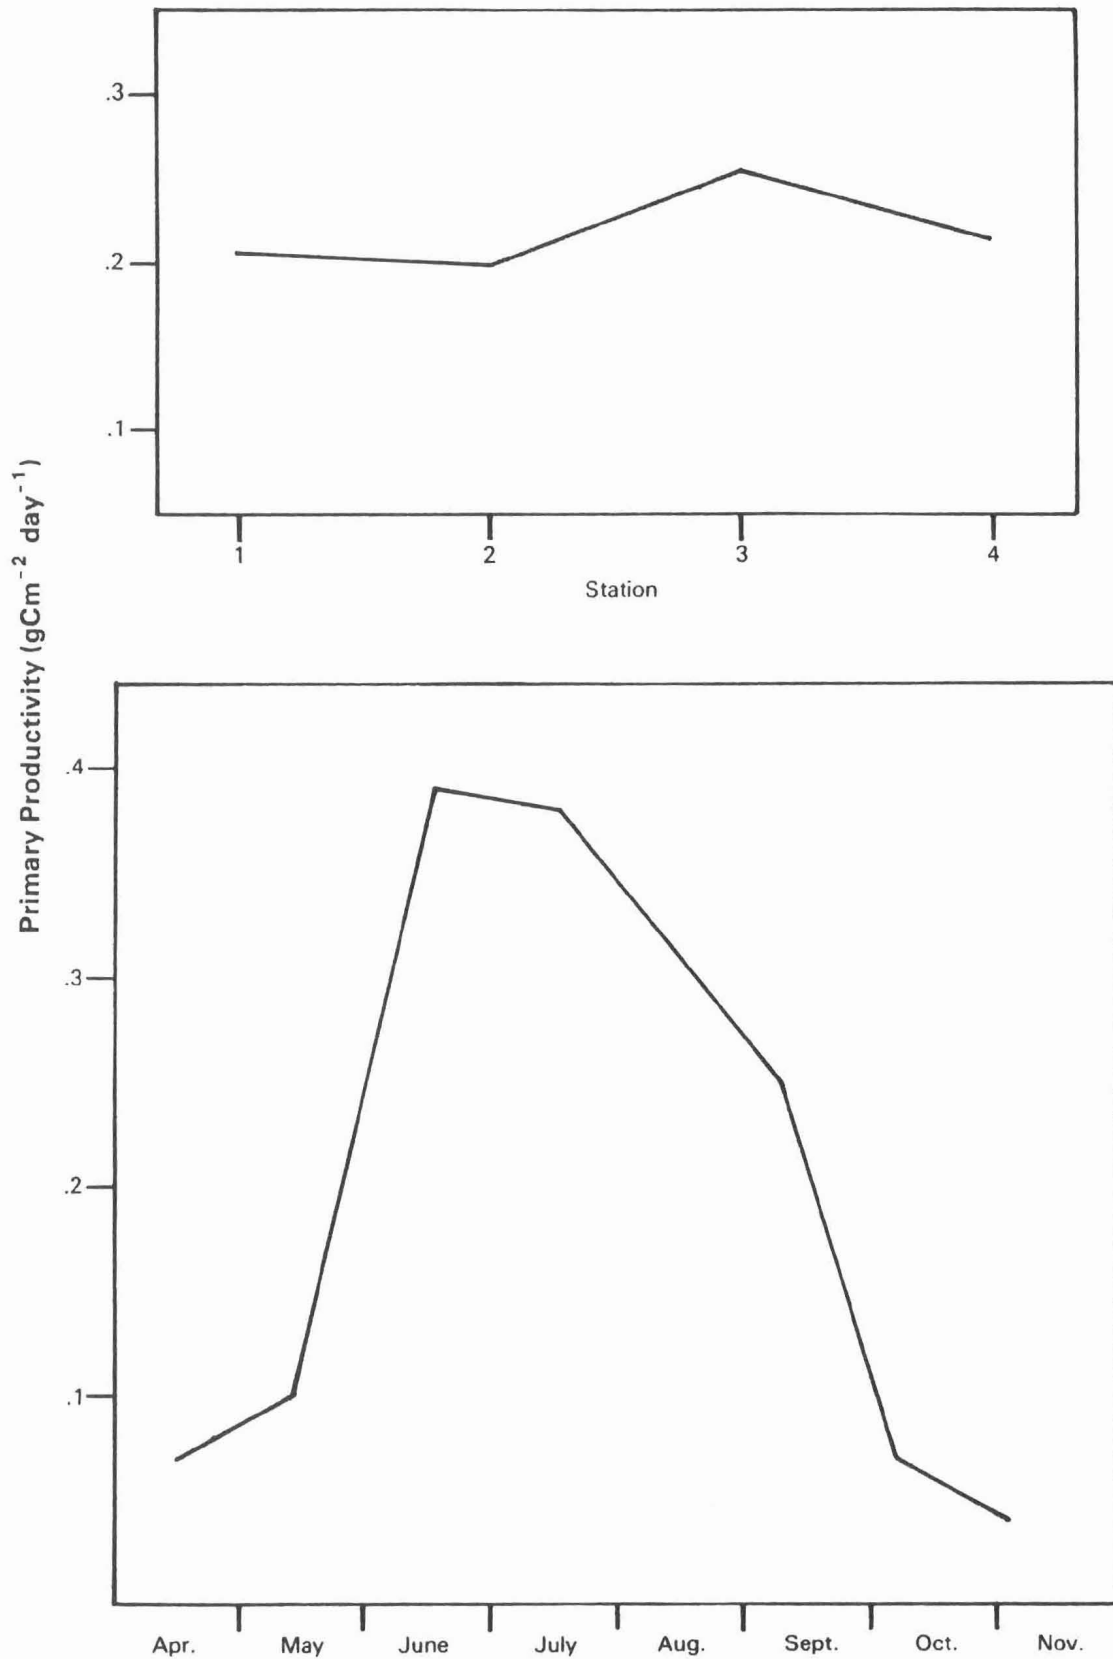 .3
.2
.1
1 2 3 4
Station
Primary Productivity (gCm⁻² day⁻¹)
.4
.3
.2
.1
Apr. May June July Aug. Sept. Oct. Nov.